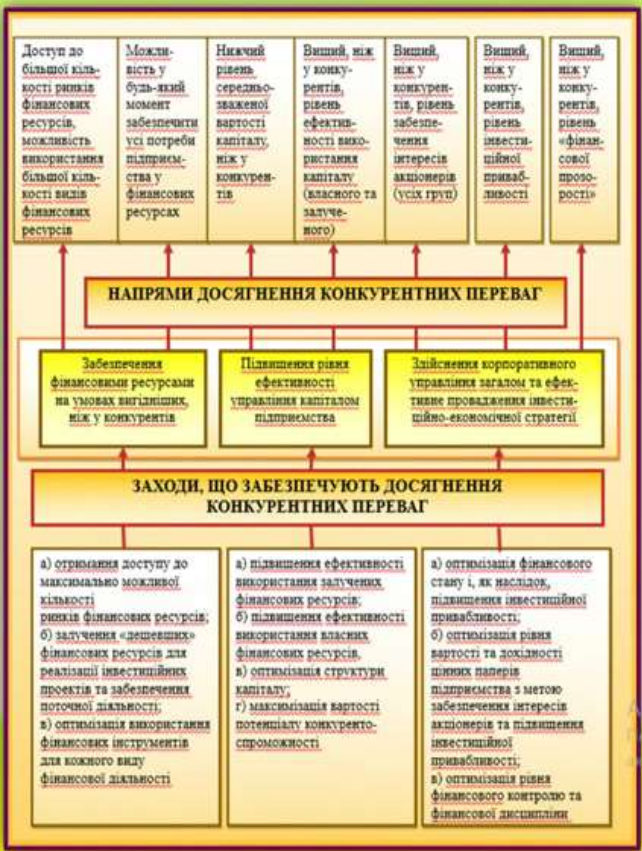 Доступ до
більшої кіль-
кості ринків
фінансових
ресурсів,
можливість
використання
більшої кіль-
кості видів
фінансових
ресурсів
Можли-
вість у
будь-який
момент
забезпечити
усі потреби
підприєм-
ства у
фінансових
ресурсах
Нижчий
рівень
середньо-
зваженої
вартості
капіталу,
ніж у
конкурен-
тів
Вищий, ніж
у конку-
рентів,
рівень
ефектив-
ності вико-
ристання
капіталу
(власного та
залуче-
ного)
Вищий,
ніж у
конкурен-
тів, рівень
забезпе-
чення
інтересів
акціонерів
(усіх груп)
Вищий,
ніж у
конку-
рентів,
рівень
інвести-
ційної
приваб-
ливості
Вищий,
ніж у
конку-
рентів,
рівень
«фінан-
сової
прозо-
рості»
НАПРЯМИ ДОСЯГНЕННЯ КОНКУРЕНТНИХ ПЕРЕВАГ
Забезпечення
фінансовими ресурсами
на умовах вигідніших,
ніж у конкурентів
Підвищення рівня
ефективності
управління капіталом
підприємства
Здійснення корпоративного
управління загалом та ефек-
тивне провадження інвести-
ційно-економічної стратегії
ЗАХОДИ, ЩО ЗАБЕЗПЕЧУЮТЬ ДОСЯГНЕННЯ
КОНКУРЕНТНИХ ПЕРЕВАГ
а) отримання доступу до
максимально можливої
кількості
ринків фінансових ресурсів;
б) залучення «дешевших»
фінансових ресурсів для
реалізації інвестиційних
проектів та забезпечення
поточної діяльності;
в) оптимізація використання
фінансових інструментів
для кожного виду
фінансової діяльності
а) підвищення ефективності
використання залучених
фінансових ресурсів;
б) підвищення ефективності
використання власних
фінансових ресурсів,
в) оптимізація структури
капіталу;
г) максимізація вартості
потенціалу конкуренто-
спроможності
а) оптимізація фінансового
стану і, як наслідок,
підвищення інвестиційної
привабливості;
б) оптимізація рівня
вартості та дохідності
цінних паперів
підприємства з метою
забезпечення інтересів
акціонерів та підвищення
інвестиційної
привабливості;
в) оптимізація рівня
фінансового контролю та
фінансової дисципліни